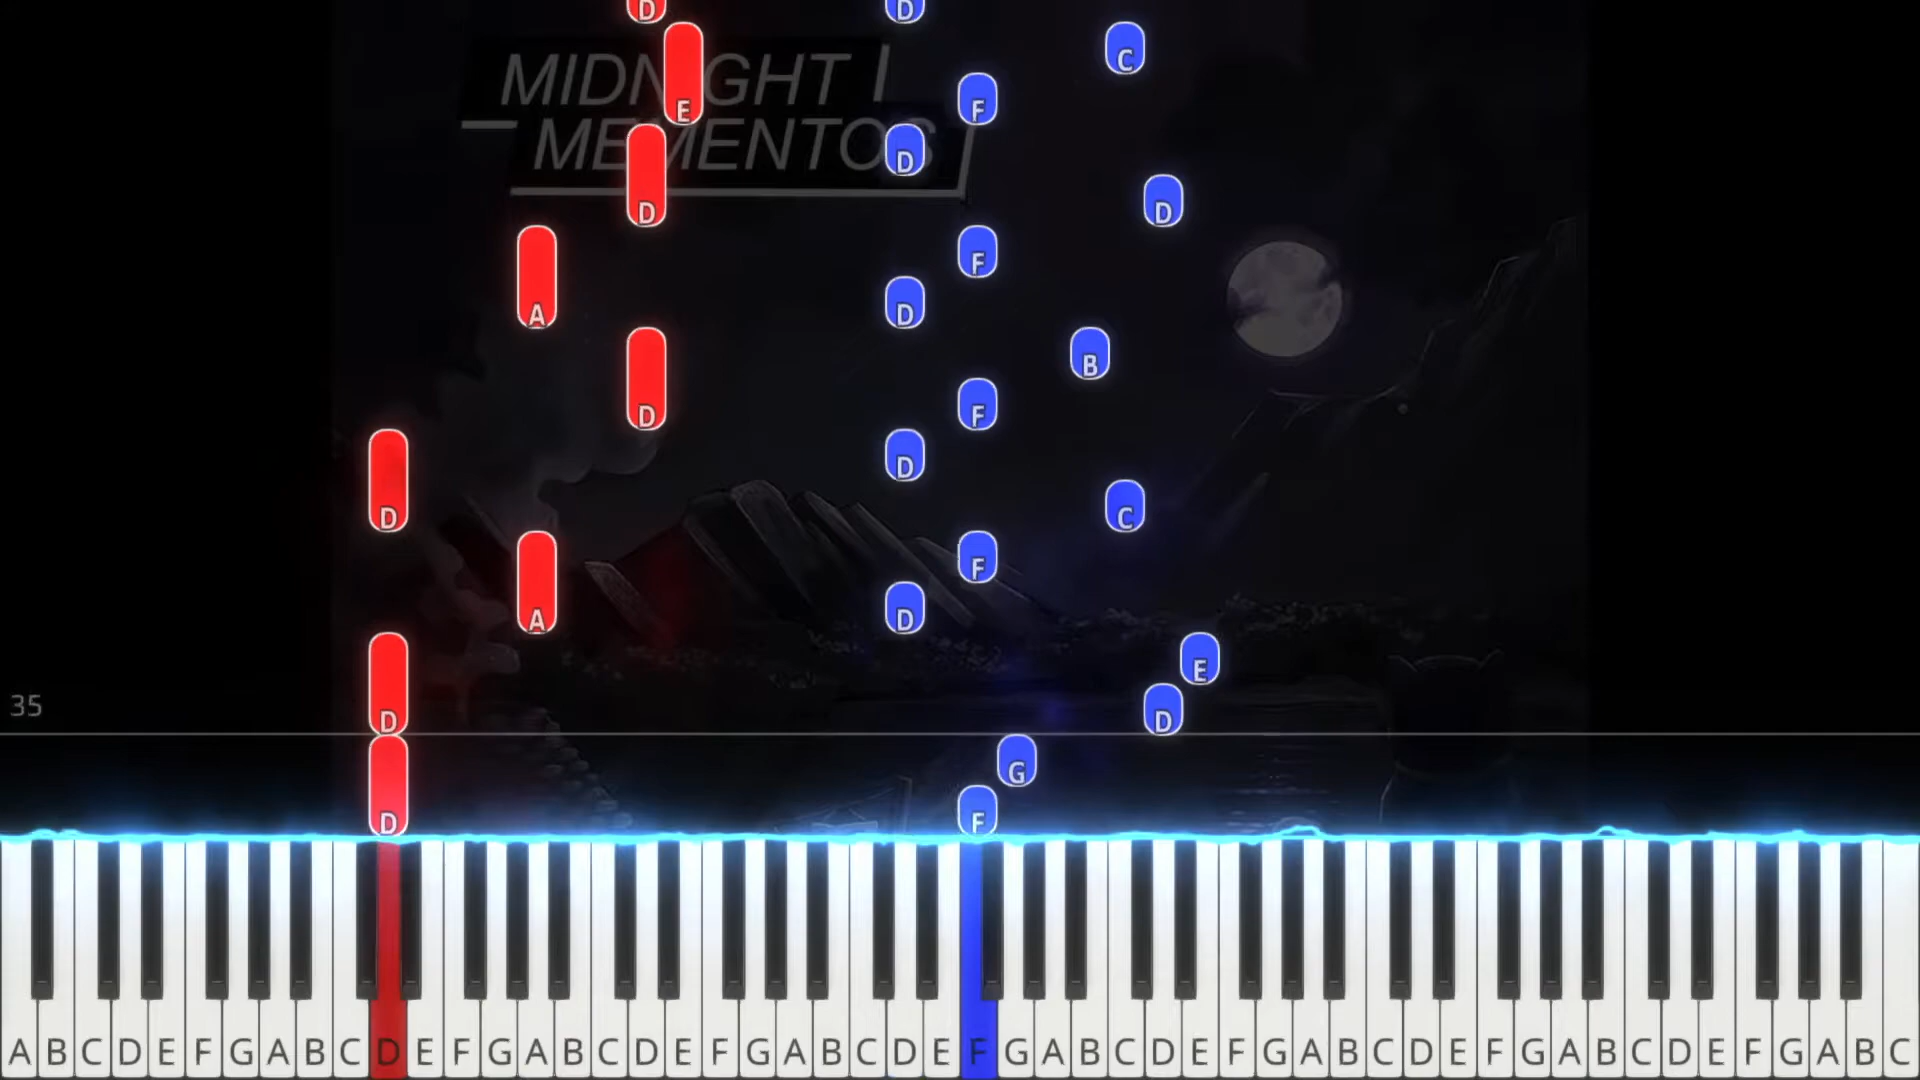 D D
C
MIDNIGHT
E F
MEMENTOS
D
D D
F
A D
B
D F
D
D C
F
A D
E
35
D D
G
D F
A B C D E F G A B C D E F G A B C D E F G A B C D E F G A B C D E F G A B C D E F G A B C D E F G A B C